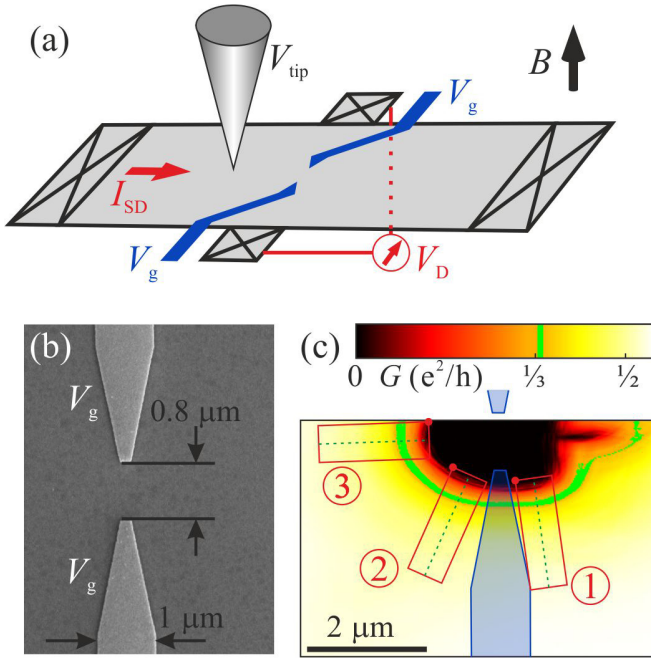 (a)
V_tip
B
V_g
I_SD
V_g
V_D
(b)
V_g
0.8 μm
V_g
1 μm
(c)
0 G (e²/h) ⅓ ½
3
2
1
2 μm